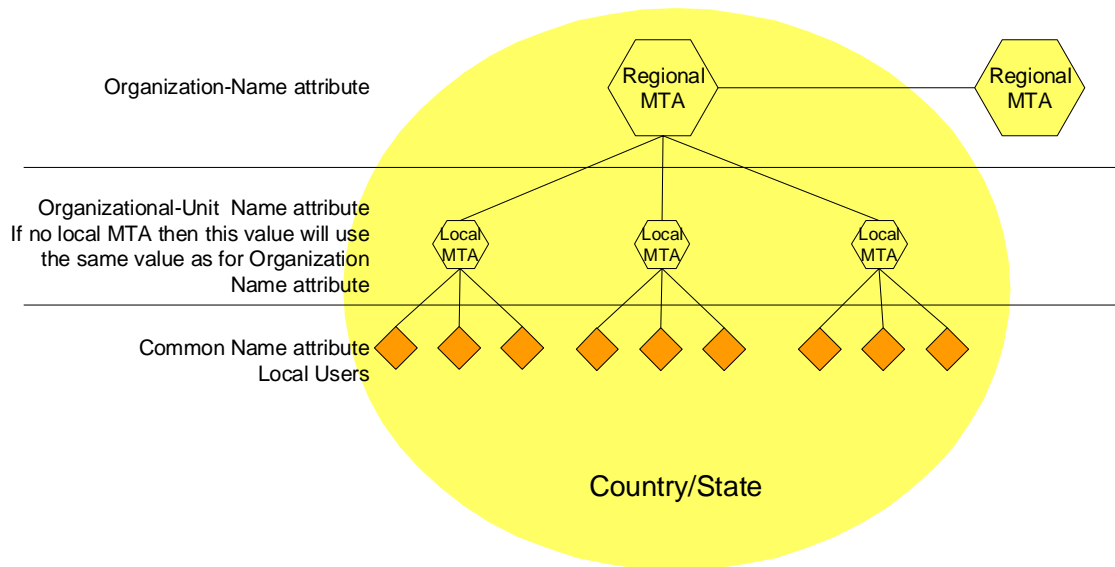 Organization-Name attribute
Regional
MTA
Regional
MTA
Organizational-Unit  Name attribute
If no local MTA then this value will use
the same value as for Organization
Name attribute
Local
MTA
Local
MTA
Local
MTA
Common Name attribute
Local Users
Country/State